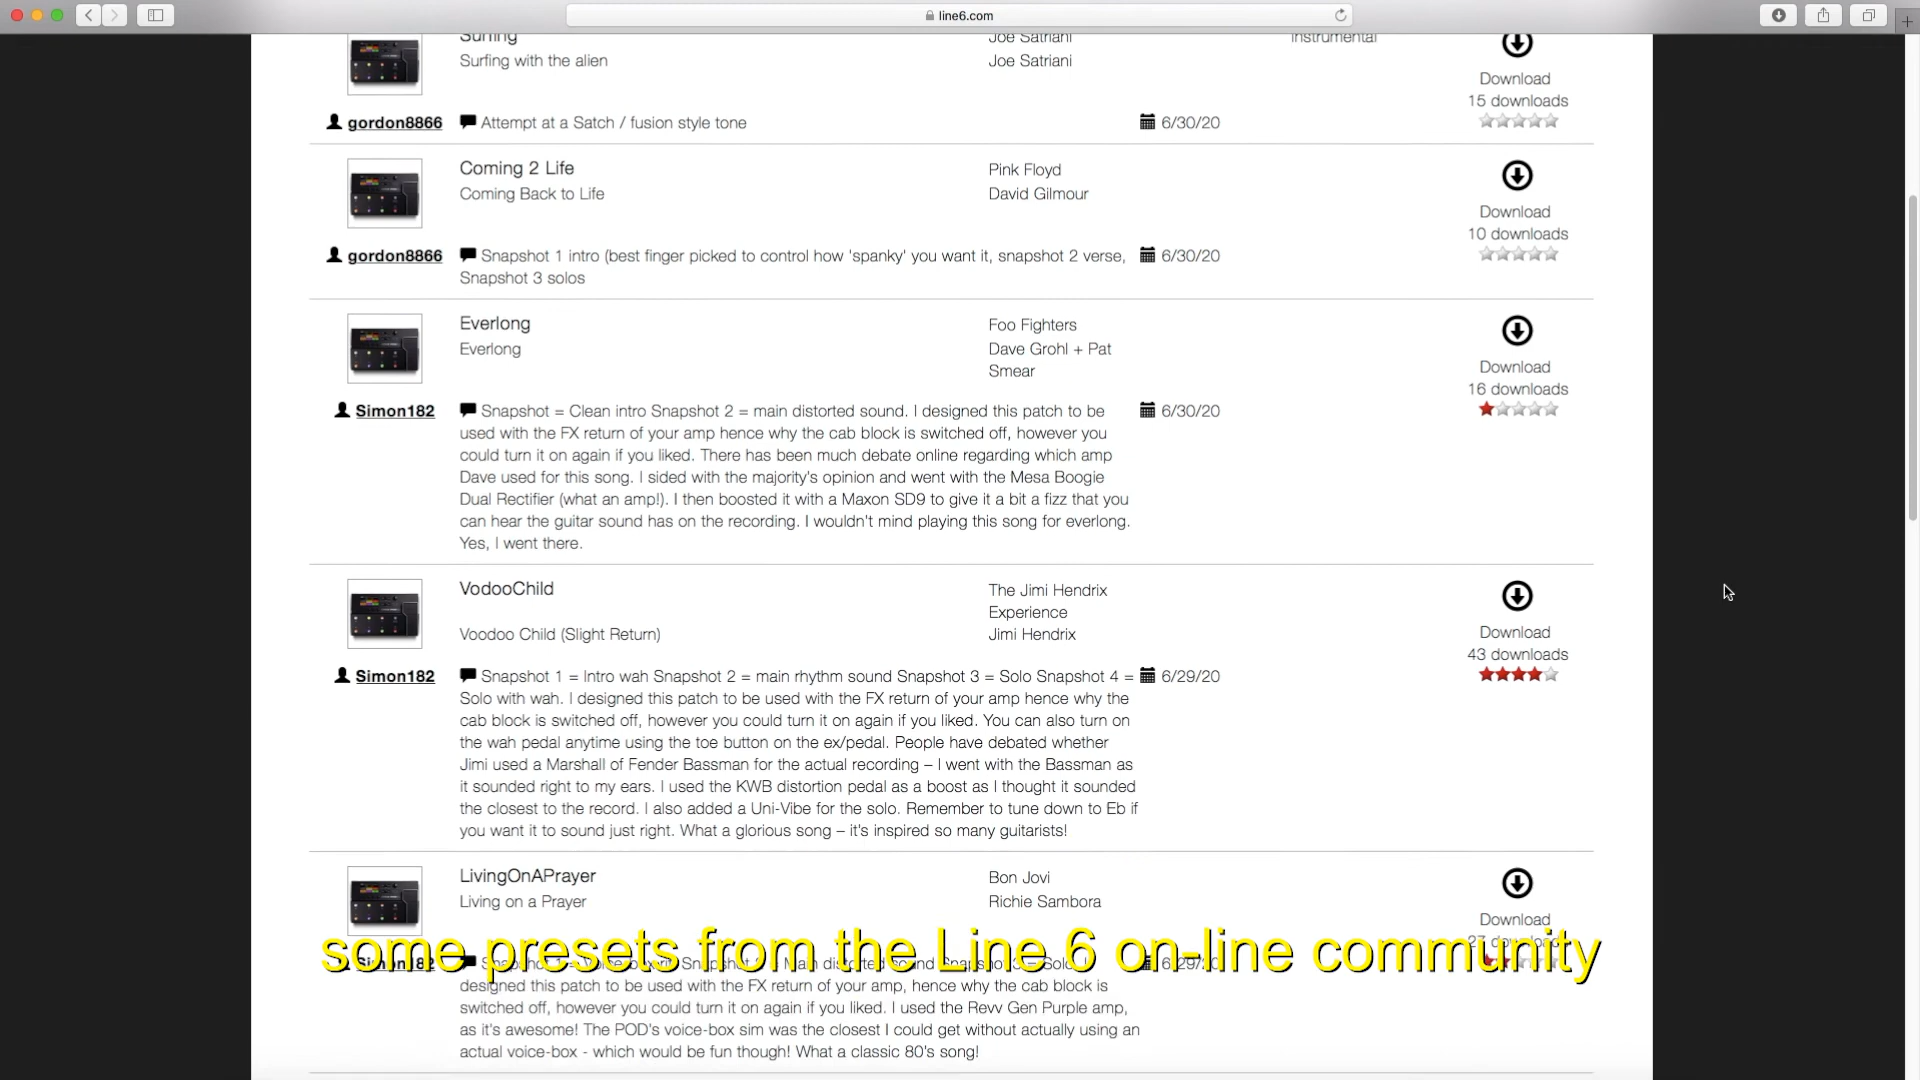 line6.com
Surfing
Joe Satriani
Instrumental
Surfing with the alien
Joe Satriani
Download
15 downloads
gordon8866
Attempt at a Satch / fusion style tone
6/30/20
Coming 2 Life
Pink Floyd
Coming Back to Life
David Gilmour
Download
10 downloads
gordon8866
Snapshot 1 intro (best finger picked to control how 'spanky' you want it, snapshot 2 verse,
Snapshot 3 solos
6/30/20
Everlong
Foo Fighters
Everlong
Dave Grohl + Pat
Smear
Download
16 downloads
Simon182
Snapshot = Clean intro Snapshot 2 = main distorted sound. I designed this patch to be
used with the FX return of your amp hence why the cab block is switched off, however you
could turn it on again if you liked. There has been much debate online regarding which amp
Dave used for this song. I sided with the majority's opinion and went with the Mesa Boogie
Dual Rectifier (what an amp!). I then boosted it with a Maxon SD9 to give it a bit a fizz that you
can hear the guitar sound has on the recording. I wouldn't mind playing this song for everlong.
Yes, I went there.
6/30/20
VodooChild
The Jimi Hendrix
Experience
Voodoo Child (Slight Return)
Jimi Hendrix
Download
43 downloads
Simon182
Snapshot 1 = Intro wah Snapshot 2 = main rhythm sound Snapshot 3 = Solo Snapshot 4 =
Solo with wah. I designed this patch to be used with the FX return of your amp hence why the
cab block is switched off, however you could turn it on again if you liked. You can also turn on
the wah pedal anytime using the toe button on the ex/pedal. People have debated whether
Jimi used a Marshall of Fender Bassman for the actual recording – I went with the Bassman as
it sounded right to my ears. I used the KWB distortion pedal as a boost as I thought it sounded
the closest to the record. I also added a Uni-Vibe for the solo. Remember to tune down to Eb if
you want it to sound just right. What a glorious song – it's inspired so many guitarists!
6/29/20
LivingOnAPrayer
Bon Jovi
Living on a Prayer
Richie Sambora
Download
27 downloads
some presets from the Line 6 on-line community
Simon182
6/29/20
designed this patch to be used with the FX return of your amp, hence why the cab block is
switched off, however you could turn it on again if you liked. I used the Revv Gen Purple amp,
as it's awesome! The POD's voice-box sim was the closest I could get without actually using an
actual voice-box - which would be fun though! What a classic 80's song!